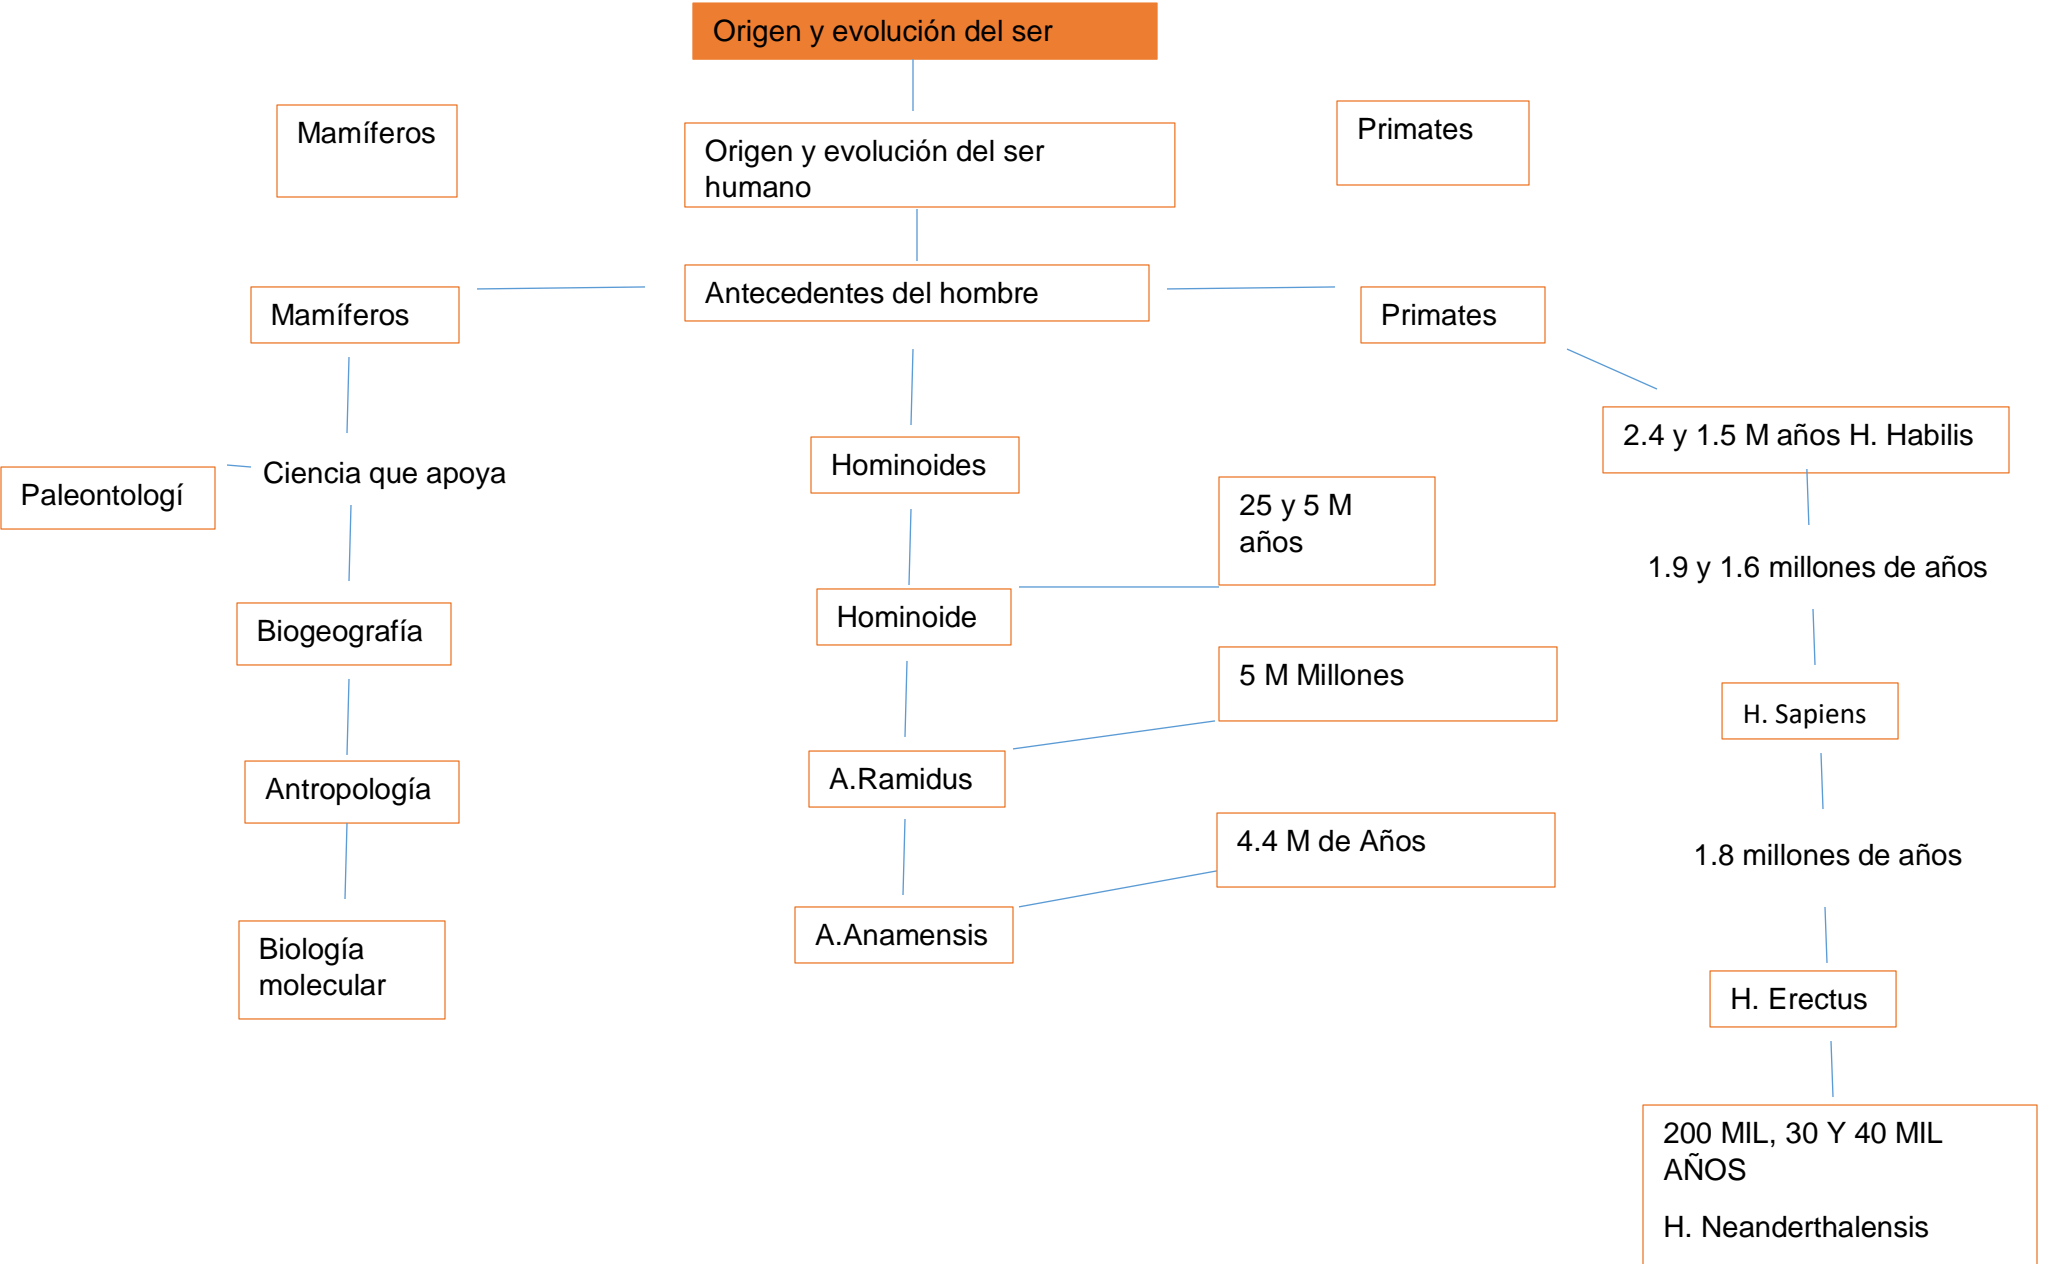 Origen y evolución del ser
Mamíferos
Origen y evolución del ser
humano
Primates
Mamíferos
Antecedentes del hombre
Primates
Paleontologí
Ciencia que apoya
Biogeografía
Antropología
Biología
molecular
Hominoides
25 y 5 M
años
Hominoide
5 M Millones
A.Ramidus
4.4 M de Años
A.Anamensis
2.4 y 1.5 M años H. Habilis
1.9 y 1.6 millones de años
H. Sapiens
1.8 millones de años
H. Erectus
200 MIL, 30 Y 40 MIL
AÑOS
H. Neanderthalensis